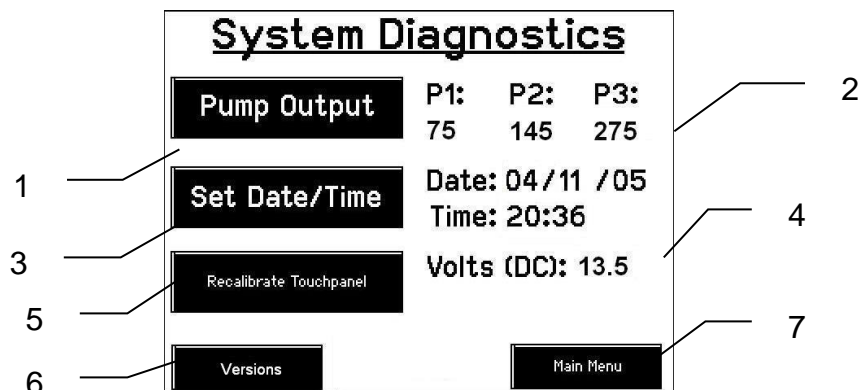 System Diagnostics
Pump Output
P1: P2: P3:
75 145 275
2
1
Set Date/Time
Date: 04/11 /05
Time: 20:36
4
3
Recalibrate Touchpanel
Volts (DC): 13.5
5
7
6
Versions
Main Menu